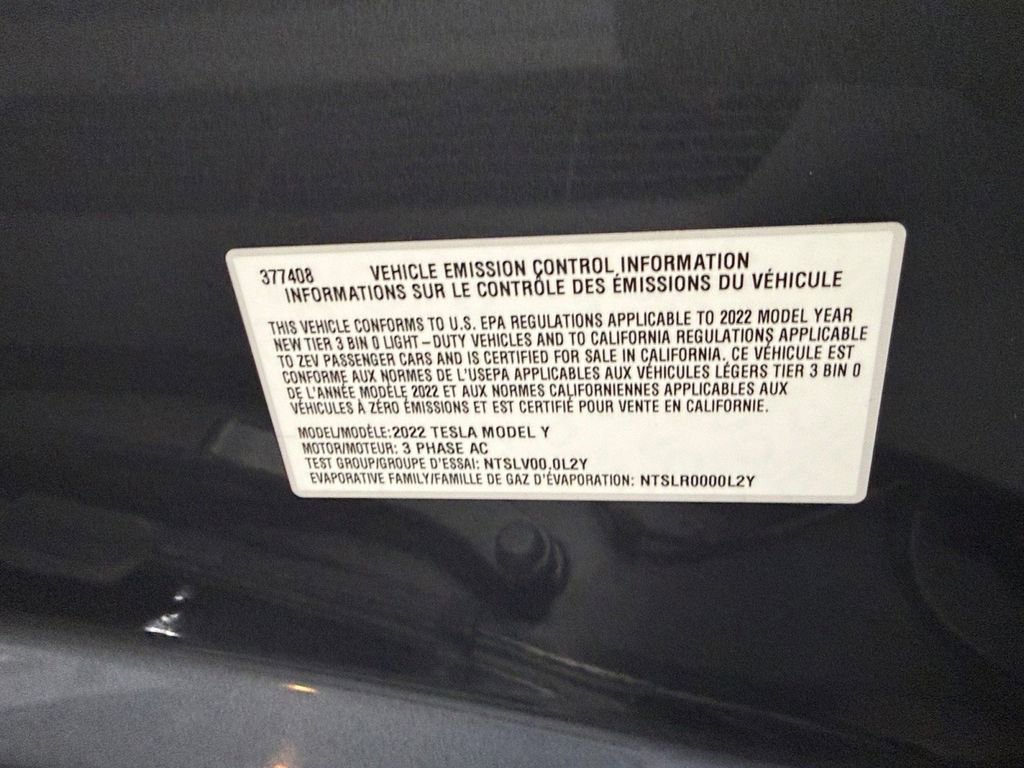 377408 VEHICLE EMISSION CONTROL INFORMATION
INFORMATIONS SUR LE CONTRÔLE DES ÉMISSIONS DU VÉHICULE
THIS VEHICLE CONFORMS TO U.S. EPA REGULATIONS APPLICABLE TO 2022 MODEL YEAR
NEW TIER 3 BIN 0 LIGHT-DUTY VEHICLES AND TO CALIFORNIA REGULATIONS APPLICABLE
TO ZEV PASSENGER CARS AND IS CERTIFIED FOR SALE IN CALIFORNIA. CE VÉHICULE EST
CONFORME AUX NORMES DE L'USEPA APPLICABLES AUX VÉHICULES LÉGERS TIER 3 BIN 0
DE L'ANNÉE MODÈLE 2022 ET AUX NORMES CALIFORNIENNES APPLICABLES AUX
VÉHICULES À ZÉRO ÉMISSIONS ET EST CERTIFIÉ POUR VENTE EN CALIFORNIE.
MODEL/MODÈLE:2022 TESLA MODEL Y
MOTOR/MOTEUR: 3 PHASE AC
TEST GROUP/GROUPE D'ESSAI: NTSLV00.0L2Y
EVAPORATIVE FAMILY/FAMILLE DE GAZ D'ÉVAPORATION: NTSLR0000L2Y